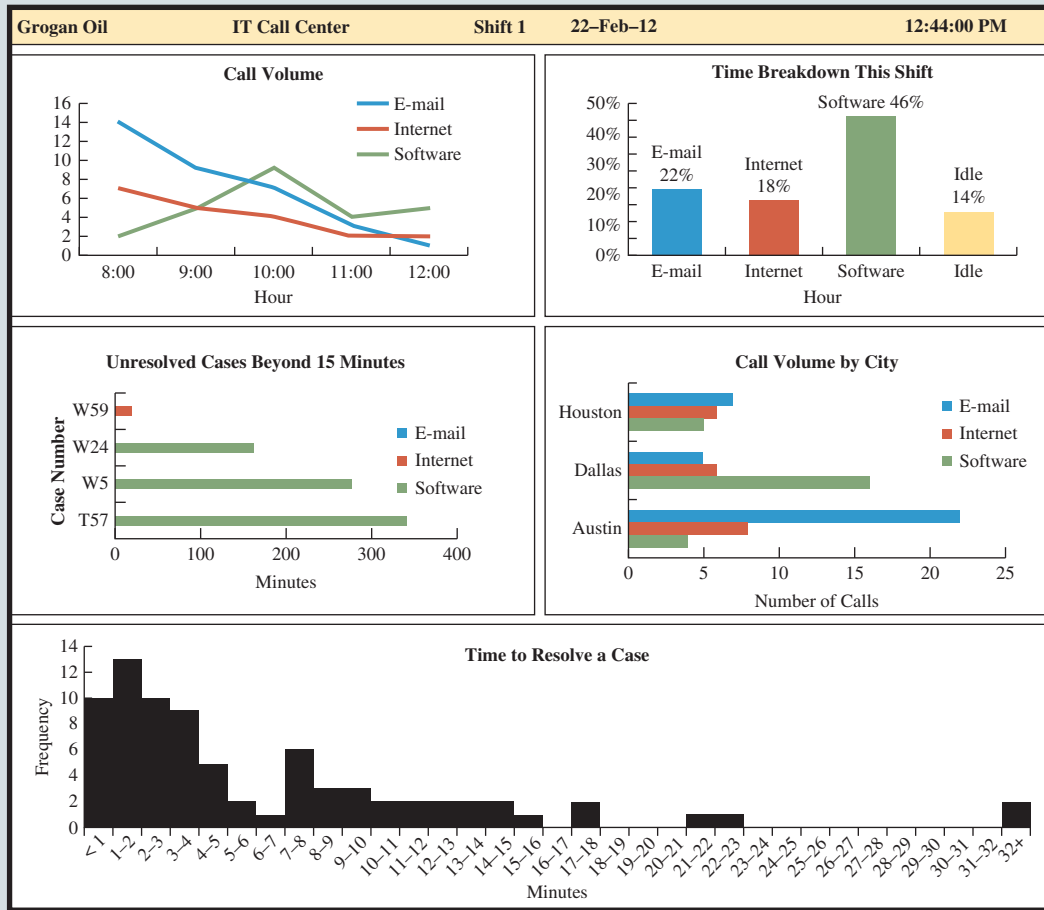 Grogan Oil IT Call Center Shift 1 22–Feb–12 12:44:00 PM
Call Volume
16
14
12
10
8
6
4
2
0
E-mail
Internet
Software
8:00 9:00 10:00 11:00 12:00
Hour
Time Breakdown This Shift
50%
40%
30%
20%
10%
0%
E-mail
22%
Internet
18%
Software 46%
Idle
14%
E-mail Internet Software Idle
Hour
Unresolved Cases Beyond 15 Minutes
Case Number
W59
W24
W5
T57
E-mail
Internet
Software
0 100 200 300 400
Minutes
Call Volume by City
Houston
Dallas
Austin
E-mail
Internet
Software
0 5 10 15 20 25
Number of Calls
Time to Resolve a Case
Frequency
14
12
10
8
6
4
2
0
< 1 1–2 2–3 3–4 4–5 5–6 6–7 7–8 8–9 9–10 10–11 11–12 12–13 13–14 14–15 15–16 16–17 17–18 18–19 19–20 20–21 21–22 22–23 23–24 24–25 25–26 26–27 27–28 28–29 29–30 30–31 31–32 32+
Minutes